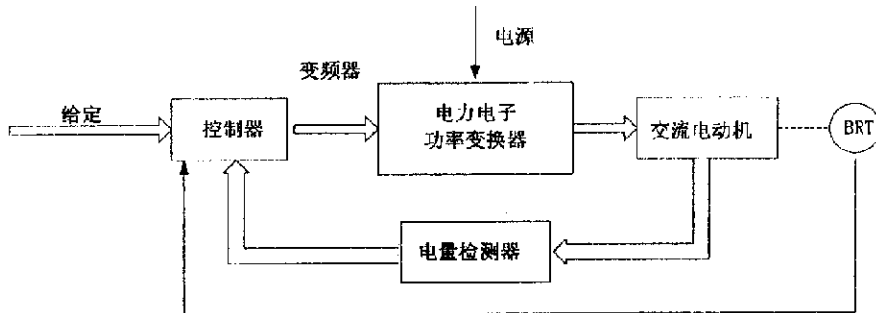 电源
变频器
给定
控制器
电力电子
功率变换器
交流电动机
BRT
电量检测器